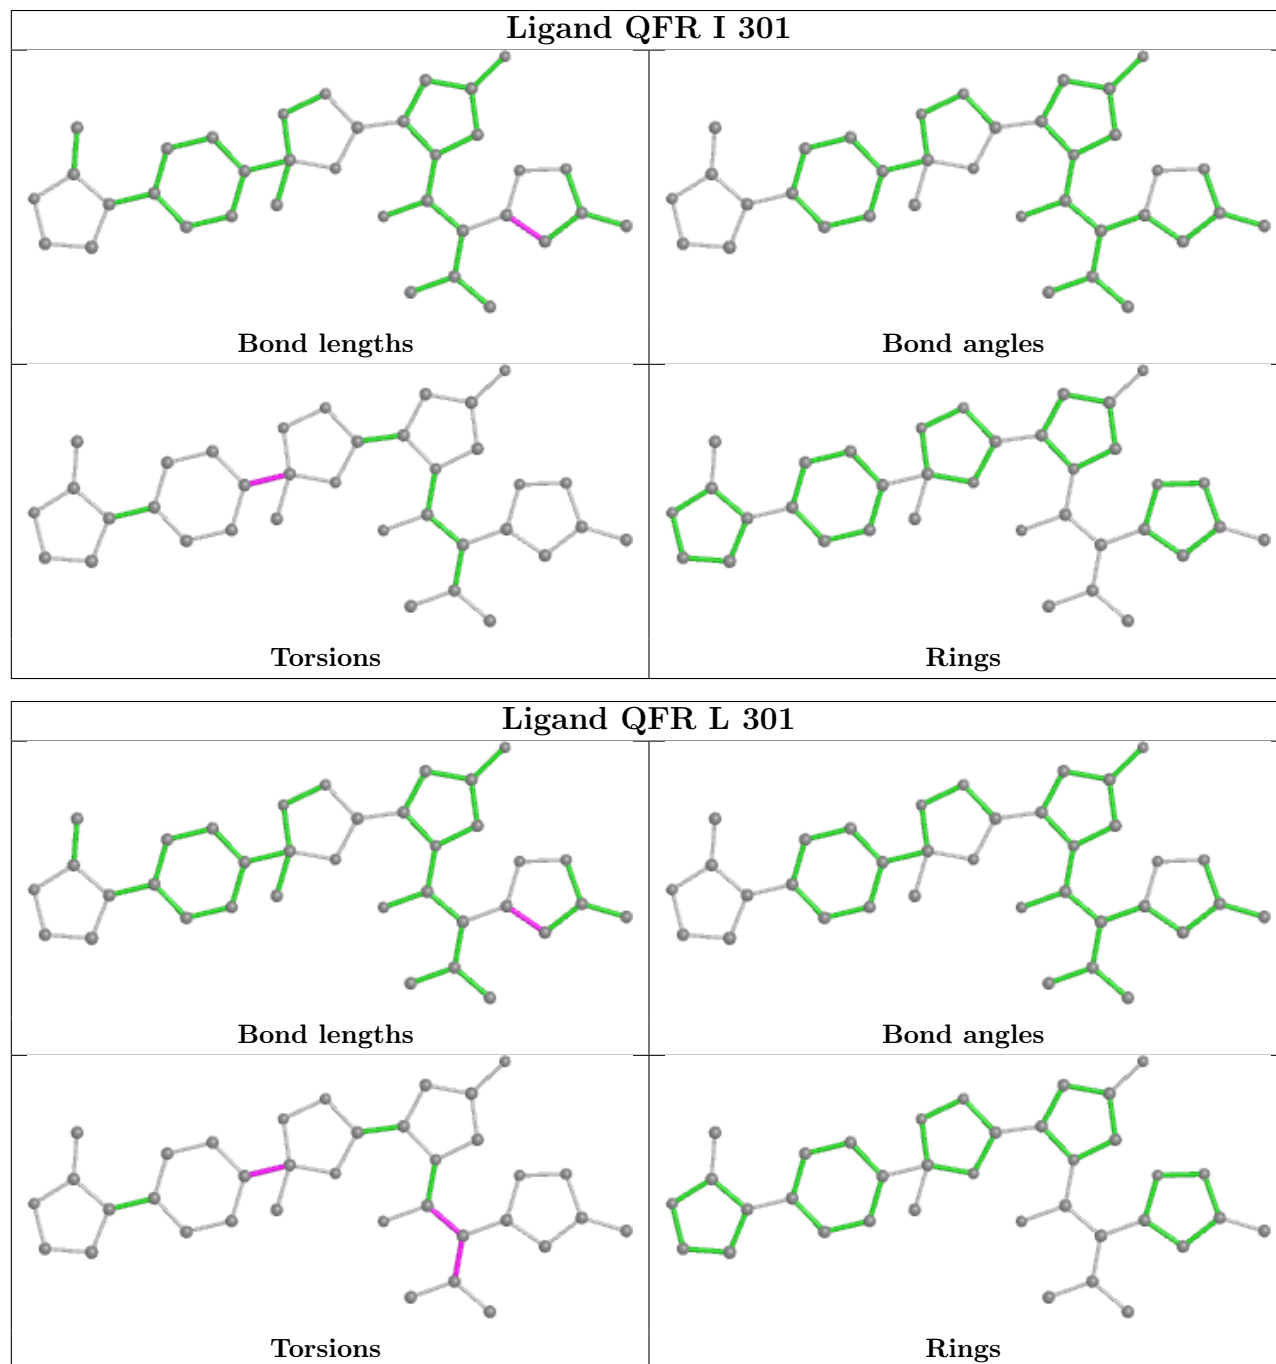 Ligand QFR I 301
Bond lengths
Bond angles
Torsions
Rings
Ligand QFR L 301
Bond lengths
Bond angles
Torsions
Rings